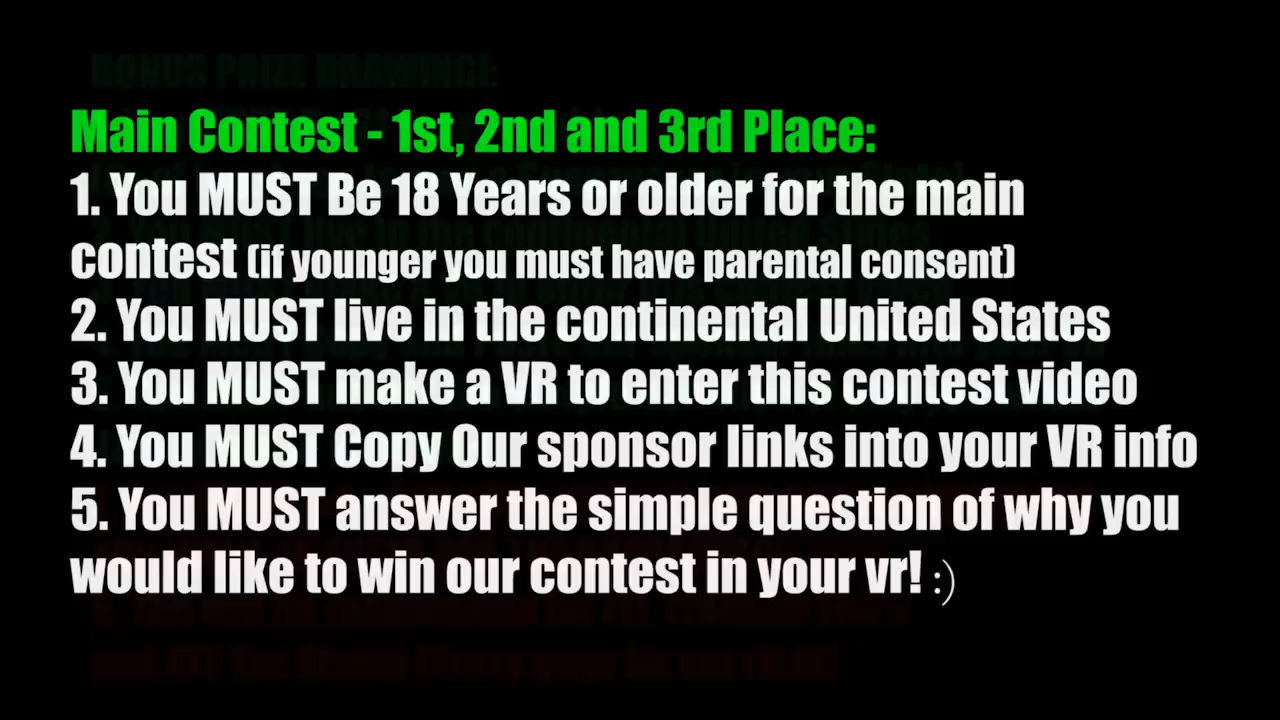 BONUS PRIZE DRAWING!:
Main Contest - 1st, 2nd and 3rd Place:
1. You MUST Be 18 Years or older for the main
contest (if younger you must have parental consent)
2. You MUST live in the continental United States
3. You MUST make a VR to enter this contest video
4. You MUST Copy Our sponsor links into your VR info
5. You MUST answer the simple question of why you
would like to win our contest in your vr! :)